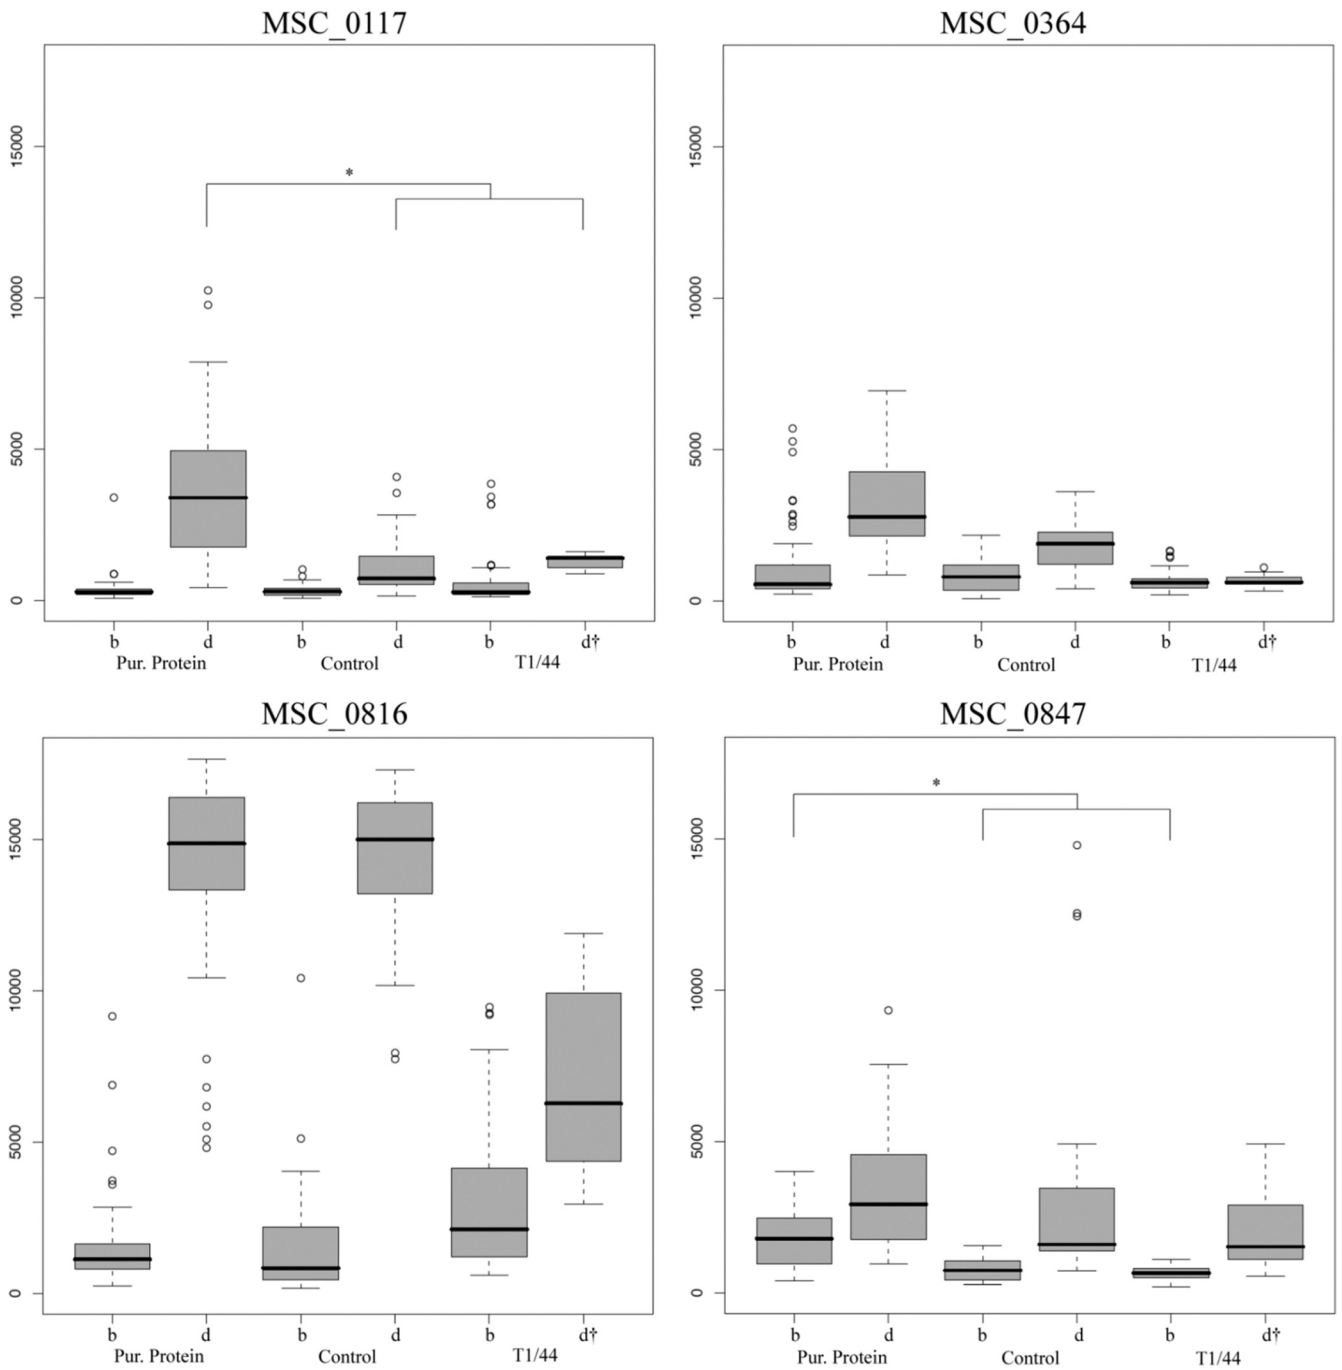 MSC_0117
MSC_0364
15000
10000
5000
0
*
b d b d b d†
Pur. Protein Control T1/44
15000
10000
5000
0
b d b d b d†
Pur. Protein Control T1/44
MSC_0816
MSC_0847
15000
10000
5000
0
b d b d b d†
Pur. Protein Control T1/44
15000
10000
5000
0
*
b d b d b d†
Pur. Protein Control T1/44